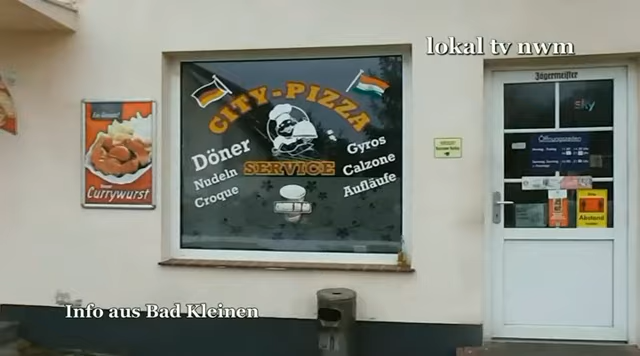 lokal tv nwm
Jägermeister
sky
CITY-PIZZA
Döner
Nudeln
Croque
SERVICE
Gyros
Calzone
Aufläufe
Currywurst
Öffnungszeiten
Abstand
Info aus Bad Kleinen